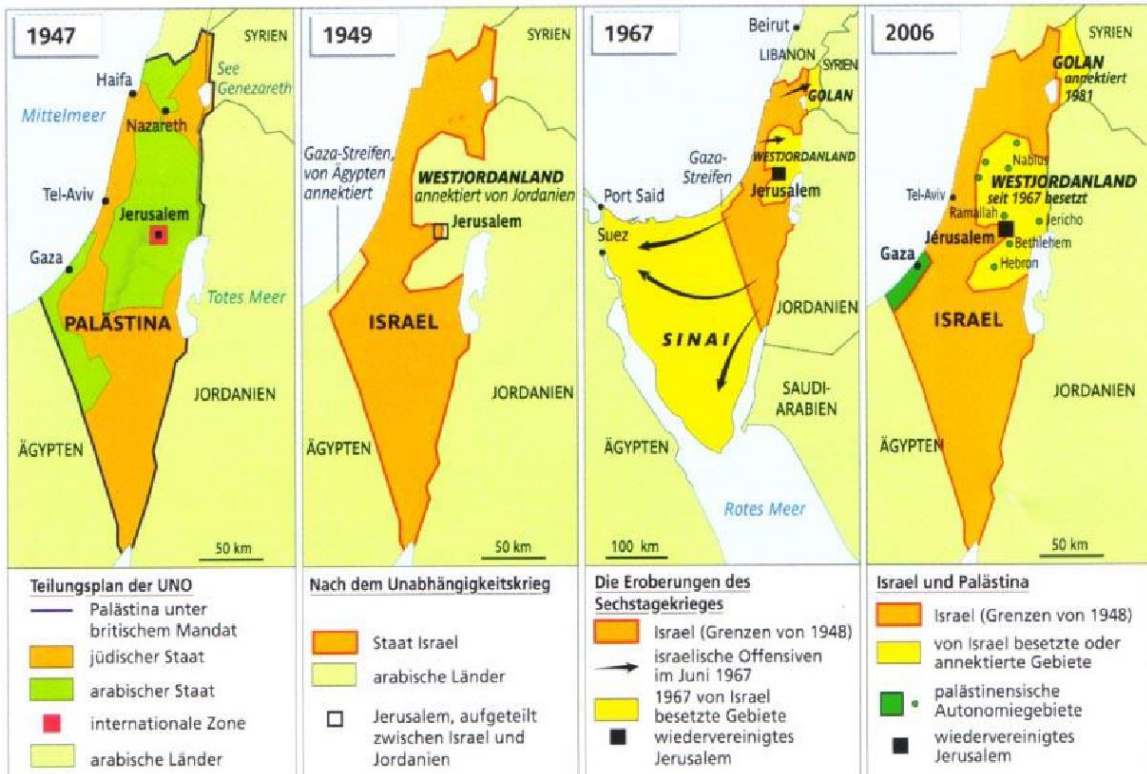 1947
SYRIEN
See
Genezareth
Haifa
Mittelmeer
Nazareth
Tel-Aviv
Jerusalem
Gaza
Totes Meer
PALÄSTINA
JORDANIEN
ÄGYPTEN
50 km
Teilungsplan der UNO
Palästina unter
britischem Mandat
jüdischer Staat
arabischer Staat
internationale Zone
arabische Länder
1949
SYRIEN
Gaza-Streifen,
von Ägypten
annektiert
WESTJORDANLAND
annektiert von Jordanien
Jerusalem
ISRAEL
JORDANIEN
ÄGYPTEN
50 km
Nach dem Unabhängigkeitskrieg
Staat Israel
arabische Länder
Jerusalem, aufgeteilt
zwischen Israel und
Jordanien
1967
Beirut
LIBANON
SYRIEN
GOLAN
Gaza-
Streifen
WESTJORDANLAND
Jerusalem
Port Said
Suez
SINAI
JORDANIEN
SAUDI-
ARABIEN
ÄGYPTEN
Rotes Meer
100 km
Die Eroberungen des
Sechstagekrieges
Israel (Grenzen von 1948)
israelische Offensiven
im Juni 1967
1967 von Israel
besetzte Gebiete
wiedervereinigtes
Jerusalem
2006
SYRIEN
GOLAN
annektiert
1981
Nablus
WESTJORDANLAND
seit 1967 besetzt
Tel-Aviv
Ramallah
Jericho
Jérusalem
Bethlehem
Gaza
Hebron
ISRAEL
JORDANIEN
ÄGYPTEN
50 km
Israel und Palästina
Israel (Grenzen von 1948)
von Israel besetzte oder
annektierte Gebiete
palästinensische
Autonomiegebiete
wiedervereinigtes
Jerusalem